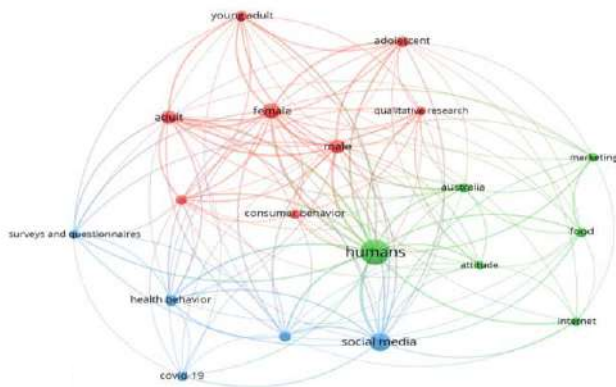 young adult
adolescent
adult
female
qualitative research
male
marketing
australia
consumer behavior
surveys and questionnaires
food
humans
attitude
health behavior
internet
social media
covid-19